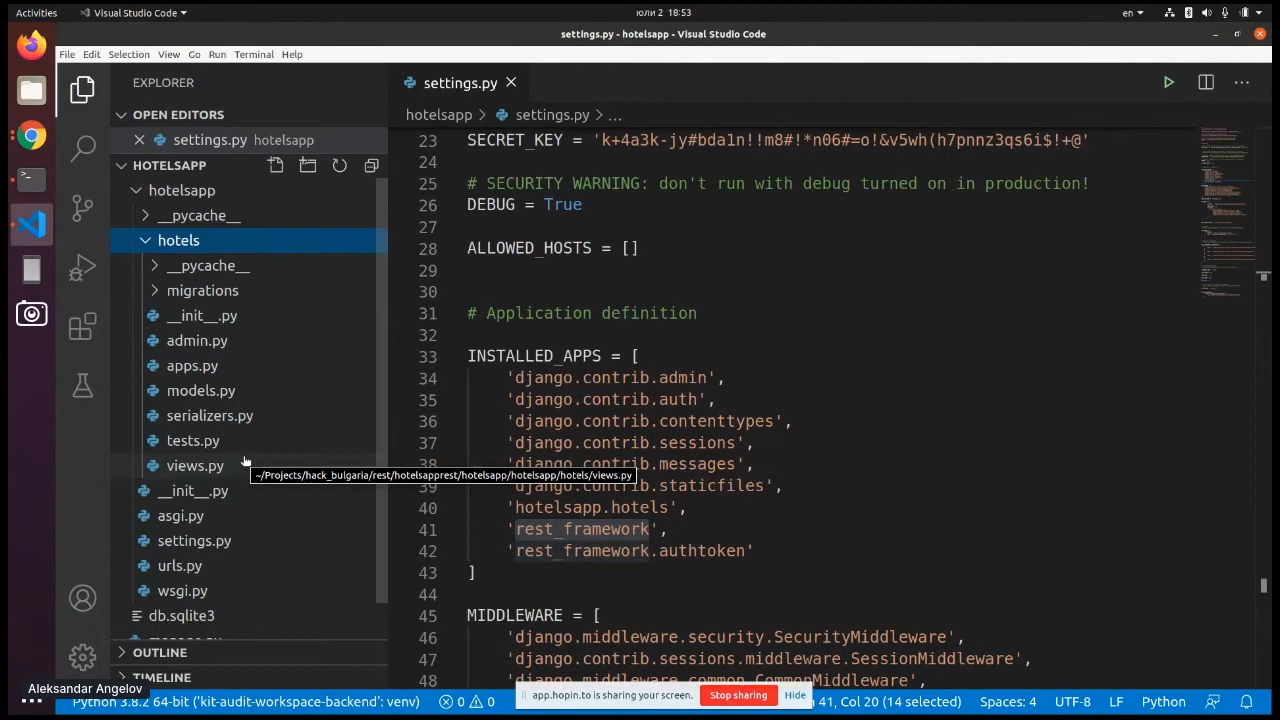 Activities
Visual Studio Code
юли 2 18:53
en
settings.py - hotelsapp - Visual Studio Code
File Edit Selection View Go Run Terminal Help
EXPLORER
OPEN EDITORS
settings.py hotelsapp
HOTELSAPP
hotelsapp
__pycache__
hotels
__pycache__
migrations
__init__.py
admin.py
apps.py
models.py
serializers.py
tests.py
views.py
__init__.py
asgi.py
settings.py
urls.py
wsgi.py
db.sqlite3
OUTLINE
TIMELINE
settings.py
hotelsapp > settings.py > ...
23 SECRET_KEY = 'k+4a3k-jy#bda1n!!m8#!*n06#=o!&v5wh(h7pnnz3qs6i$!+@'
24
25 # SECURITY WARNING: don't run with debug turned on in production!
26 DEBUG = True
27
28 ALLOWED_HOSTS = []
29
30
31 # Application definition
32
33 INSTALLED_APPS = [
34 'django.contrib.admin',
35 'django.contrib.auth',
36 'django.contrib.contenttypes',
37 'django.contrib.sessions',
38 'django.contrib.messages',
~/Projects/hack_bulgaria/rest/hotelsapprest/hotelsapp/hotelsapp/hotels/views.py
39 'django.contrib.staticfiles',
40 'hotelsapp.hotels',
41 'rest_framework',
42 'rest_framework.authtoken'
43 ]
44
45 MIDDLEWARE = [
46 'django.middleware.security.SecurityMiddleware',
47 'django.contrib.sessions.middleware.SessionMiddleware',
48 'django.middleware.common.CommonMiddleware',
Aleksandar Angelov
app.hopin.to is sharing your screen. Stop sharing Hide
Python 3.8.2 64-bit ('kit-audit-workspace-backend': venv) 0 0 41, Col 20 (14 selected) Spaces: 4 UTF-8 LF Python